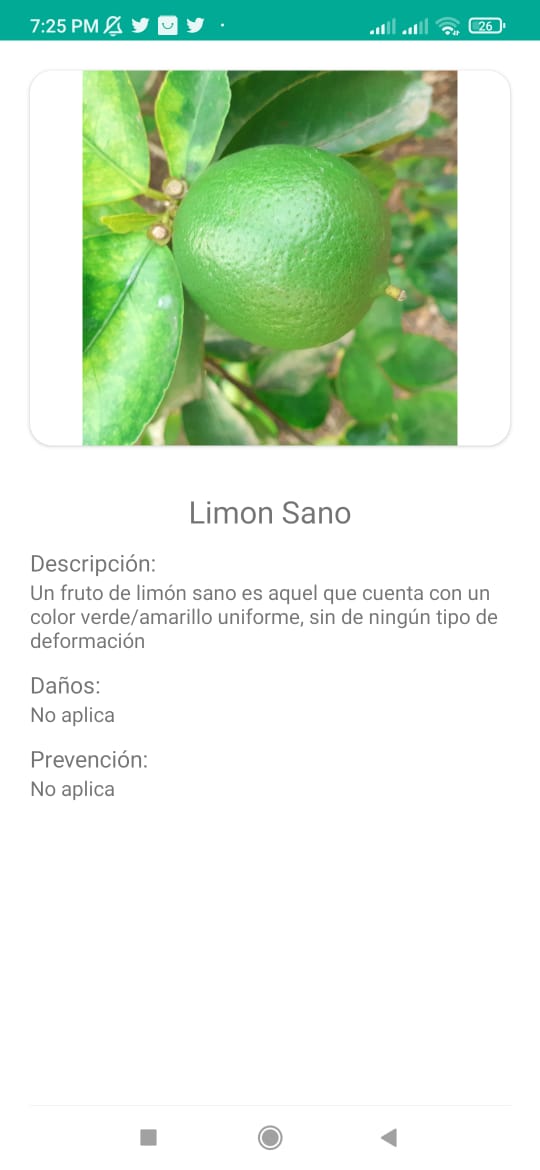 7:25 PM
26
Limon Sano
Descripción:
Un fruto de limón sano es aquel que cuenta con un
color verde/amarillo uniforme, sin de ningún tipo de
deformación
Daños:
No aplica
Prevención:
No aplica